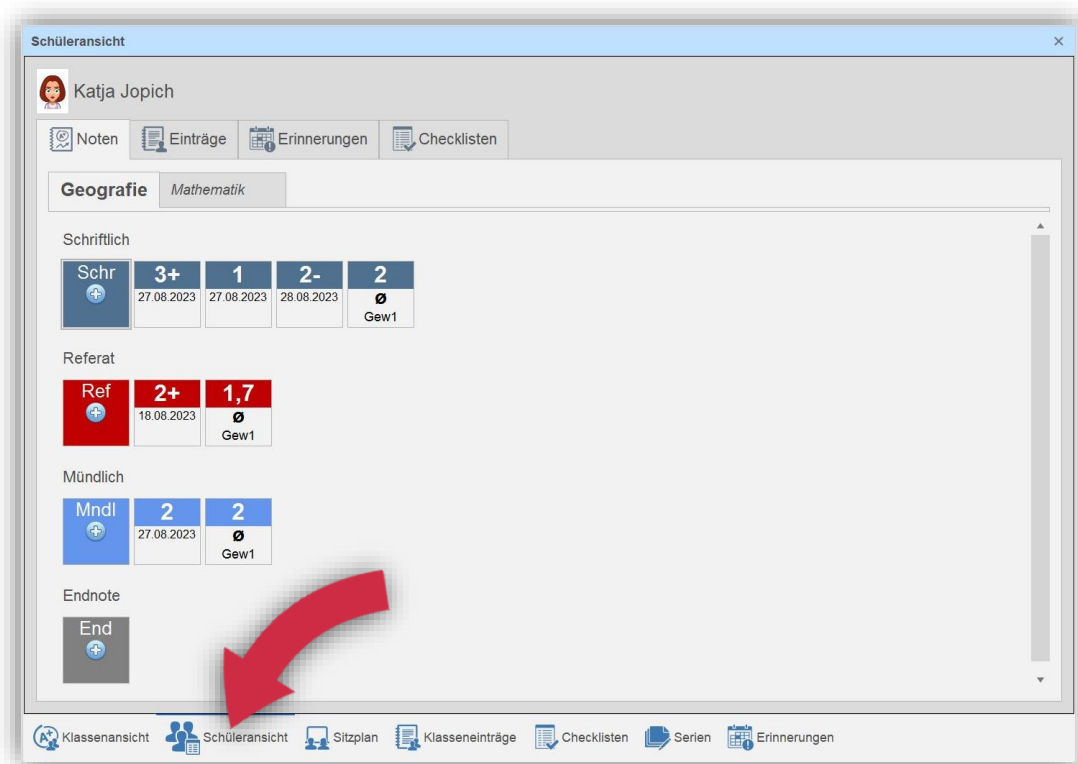 Schüleransicht ×
Katja Jopich
Noten Einträge Erinnerungen Checklisten
Geografie Mathematik
Schriftlich
Schr 3+ 1 2- 2
27.08.2023 27.08.2023 28.08.2023 Ø
Gew1
Referat
Ref 2+ 1,7
18.08.2023 Ø
Gew1
Mündlich
Mndl 2 2
27.08.2023 Ø
Gew1
Endnote
End
Klassenansicht Schüleransicht Sitzplan Klasseneinträge Checklisten Serien Erinnerungen